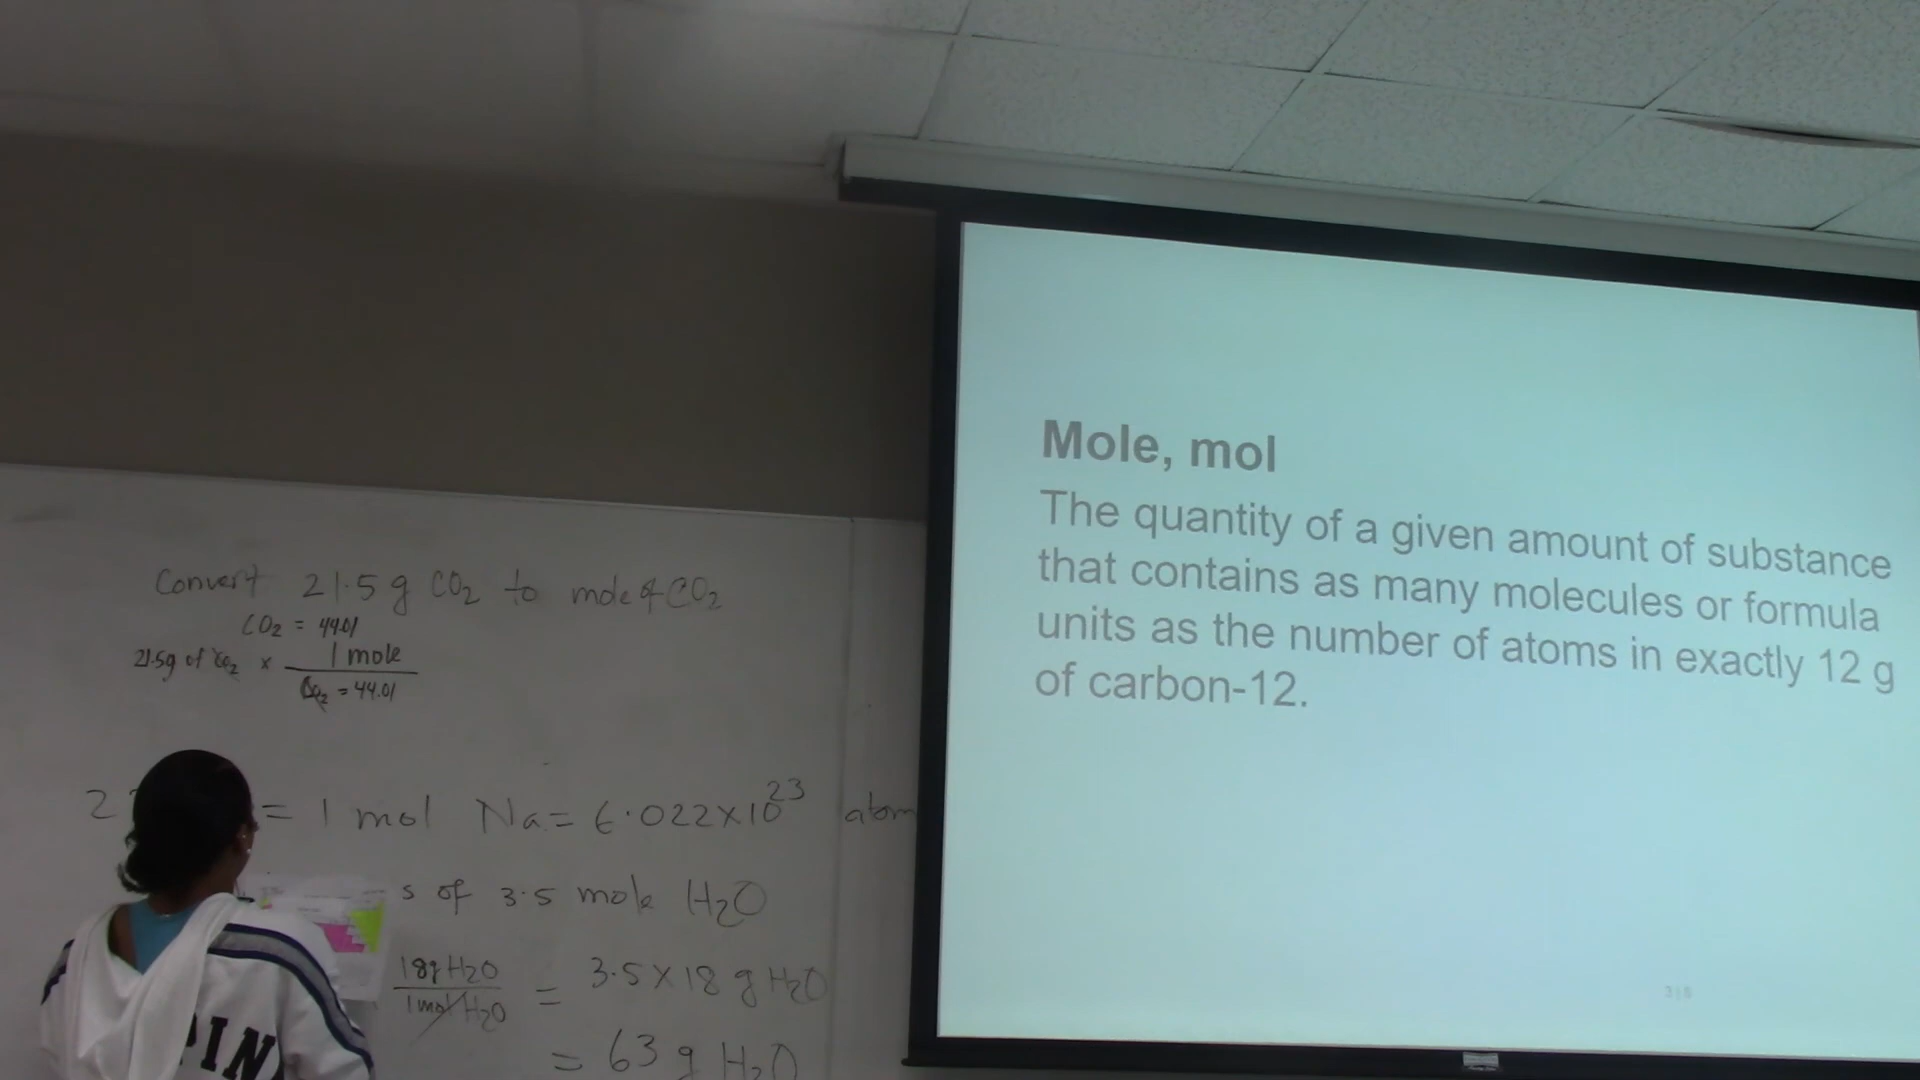 Convert 21.5 g CO₂ to mole of CO₂
CO₂ = 44.01
21.5g of CO₂ x 1 mole
CO₂ = 44.01
2 = 1 mol Na = 6.022x10²³ atom
s of 3.5 mole H₂O
18g H₂O
1mol H₂O
= 3.5 x 18 g H₂O
= 63 g H₂O
PIN
Mole, mol
The quantity of a given amount of substance
that contains as many molecules or formula
units as the number of atoms in exactly 12 g
of carbon-12.